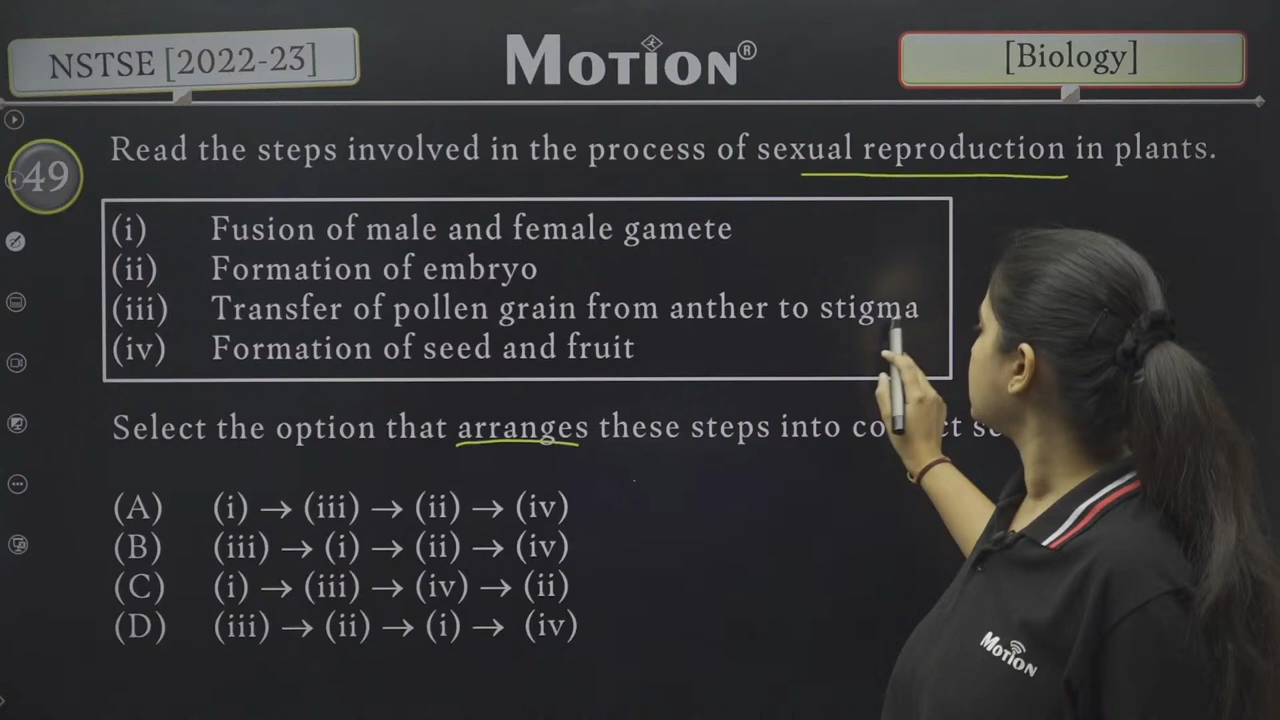 NSTSE [2022-23]
MOTION®
[Biology]
49
Read the steps involved in the process of sexual reproduction in plants.
(i) Fusion of male and female gamete
(ii) Formation of embryo
(iii) Transfer of pollen grain from anther to stigma
(iv) Formation of seed and fruit
Select the option that arranges these steps into
(A) (i) → (iii) → (ii) → (iv)
(B) (iii) → (i) → (ii) → (iv)
(C) (i) → (iii) → (iv) → (ii)
(D) (iii) → (ii) → (i) → (iv)
MOTION